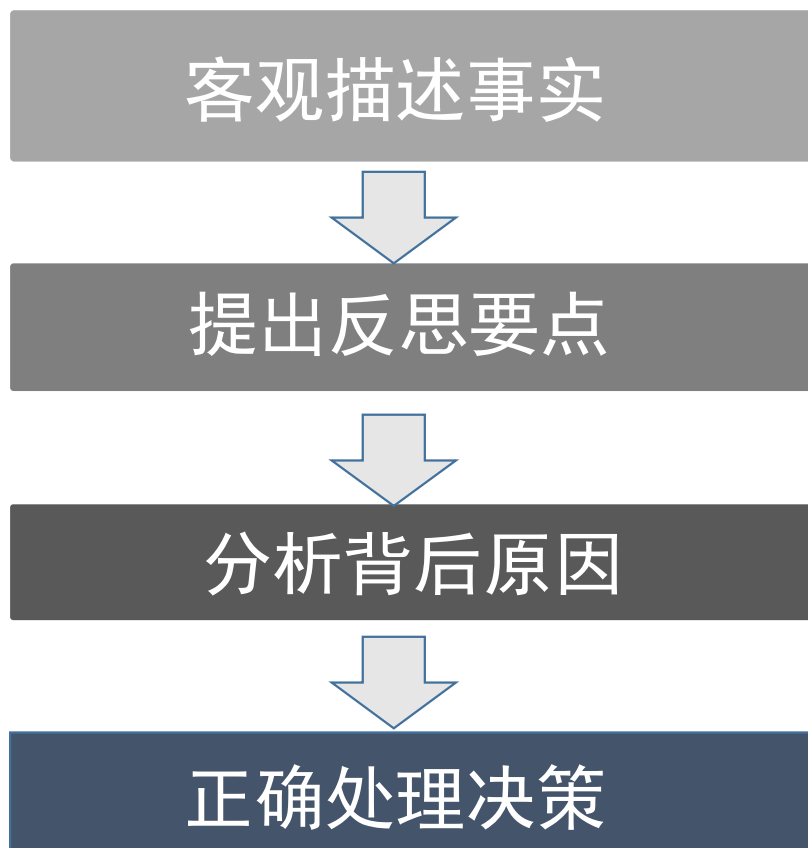 客观描述事实
提出反思要点
分析背后原因
正确处理决策